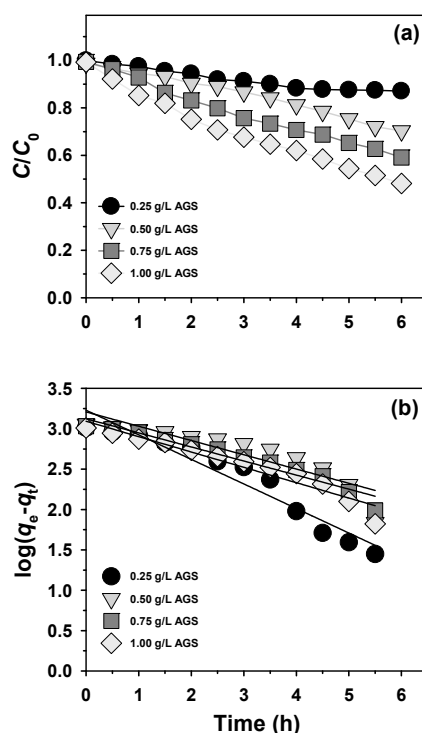 (a)
1.0
0.8
0.6
0.4
0.2
0.0
C/C₀
0.25 g/L AGS
0.50 g/L AGS
0.75 g/L AGS
1.00 g/L AGS
0 1 2 3 4 5 6
(b)
3.5
3.0
2.5
2.0
1.5
1.0
0.5
0.0
log(qₑ-qₜ)
0.25 g/L AGS
0.50 g/L AGS
0.75 g/L AGS
1.00 g/L AGS
0 1 2 3 4 5 6
Time (h)